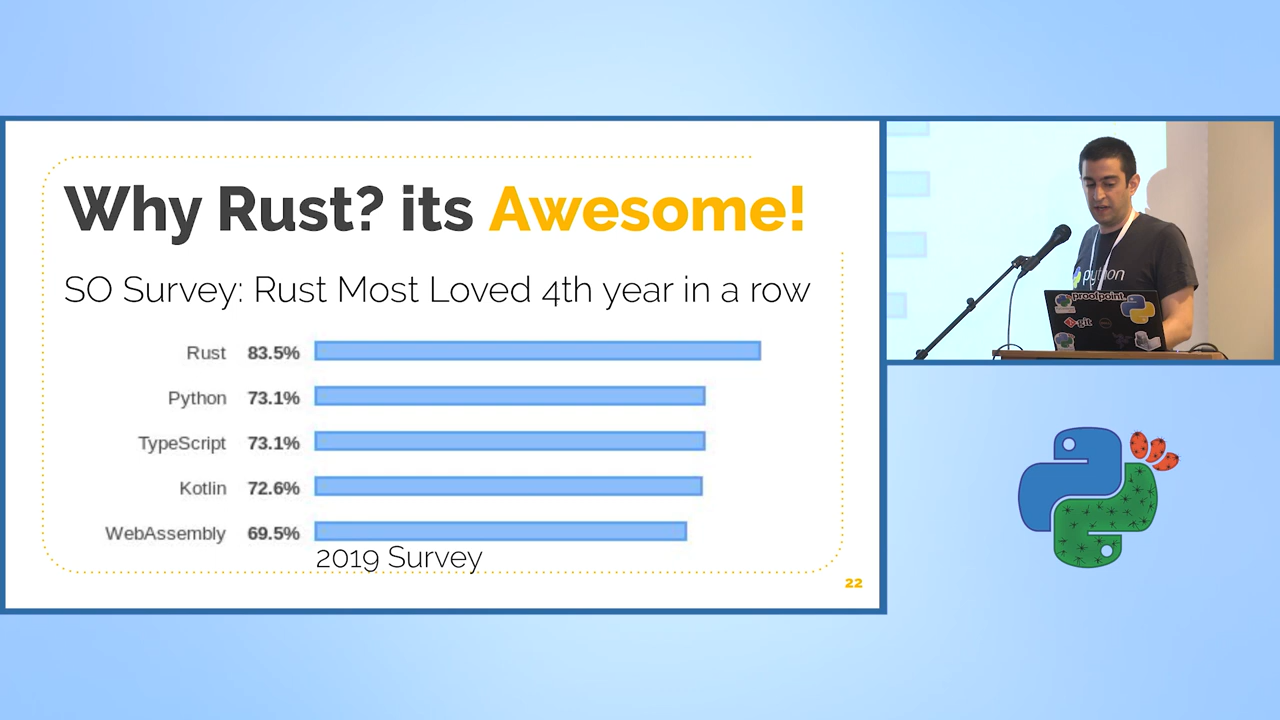 Why Rust? its Awesome!
SO Survey: Rust Most Loved 4th year in a row
Rust 83.5%
Python 73.1%
TypeScript 73.1%
Kotlin 72.6%
WebAssembly 69.5%
2019 Survey
22
python
proofpoint.
git